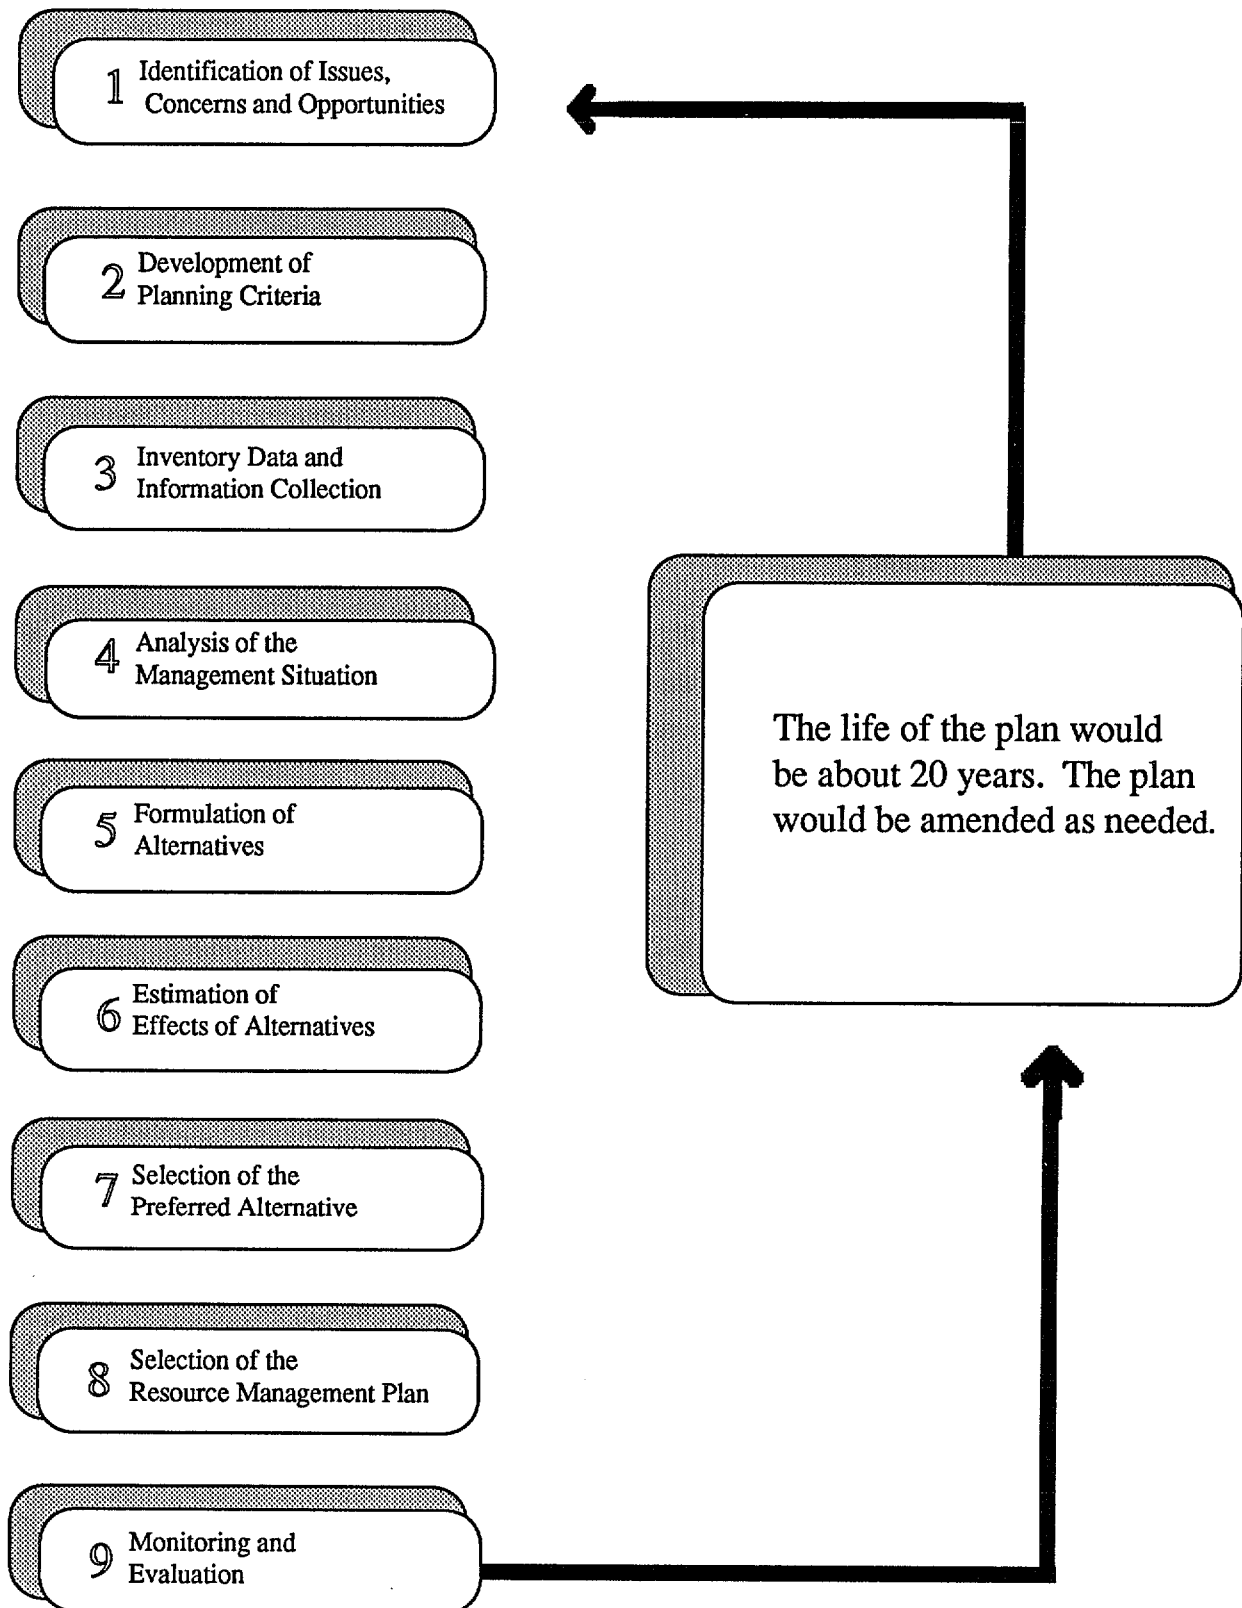 1 Identification of Issues,
Concerns and Opportunities
2 Development of
Planning Criteria
3 Inventory Data and
Information Collection
4 Analysis of the
Management Situation
5 Formulation of
Alternatives
6 Estimation of
Effects of Alternatives
7 Selection of the
Preferred Alternative
8 Selection of the
Resource Management Plan
9 Monitoring and
Evaluation
The life of the plan would
be about 20 years. The plan
would be amended as needed.